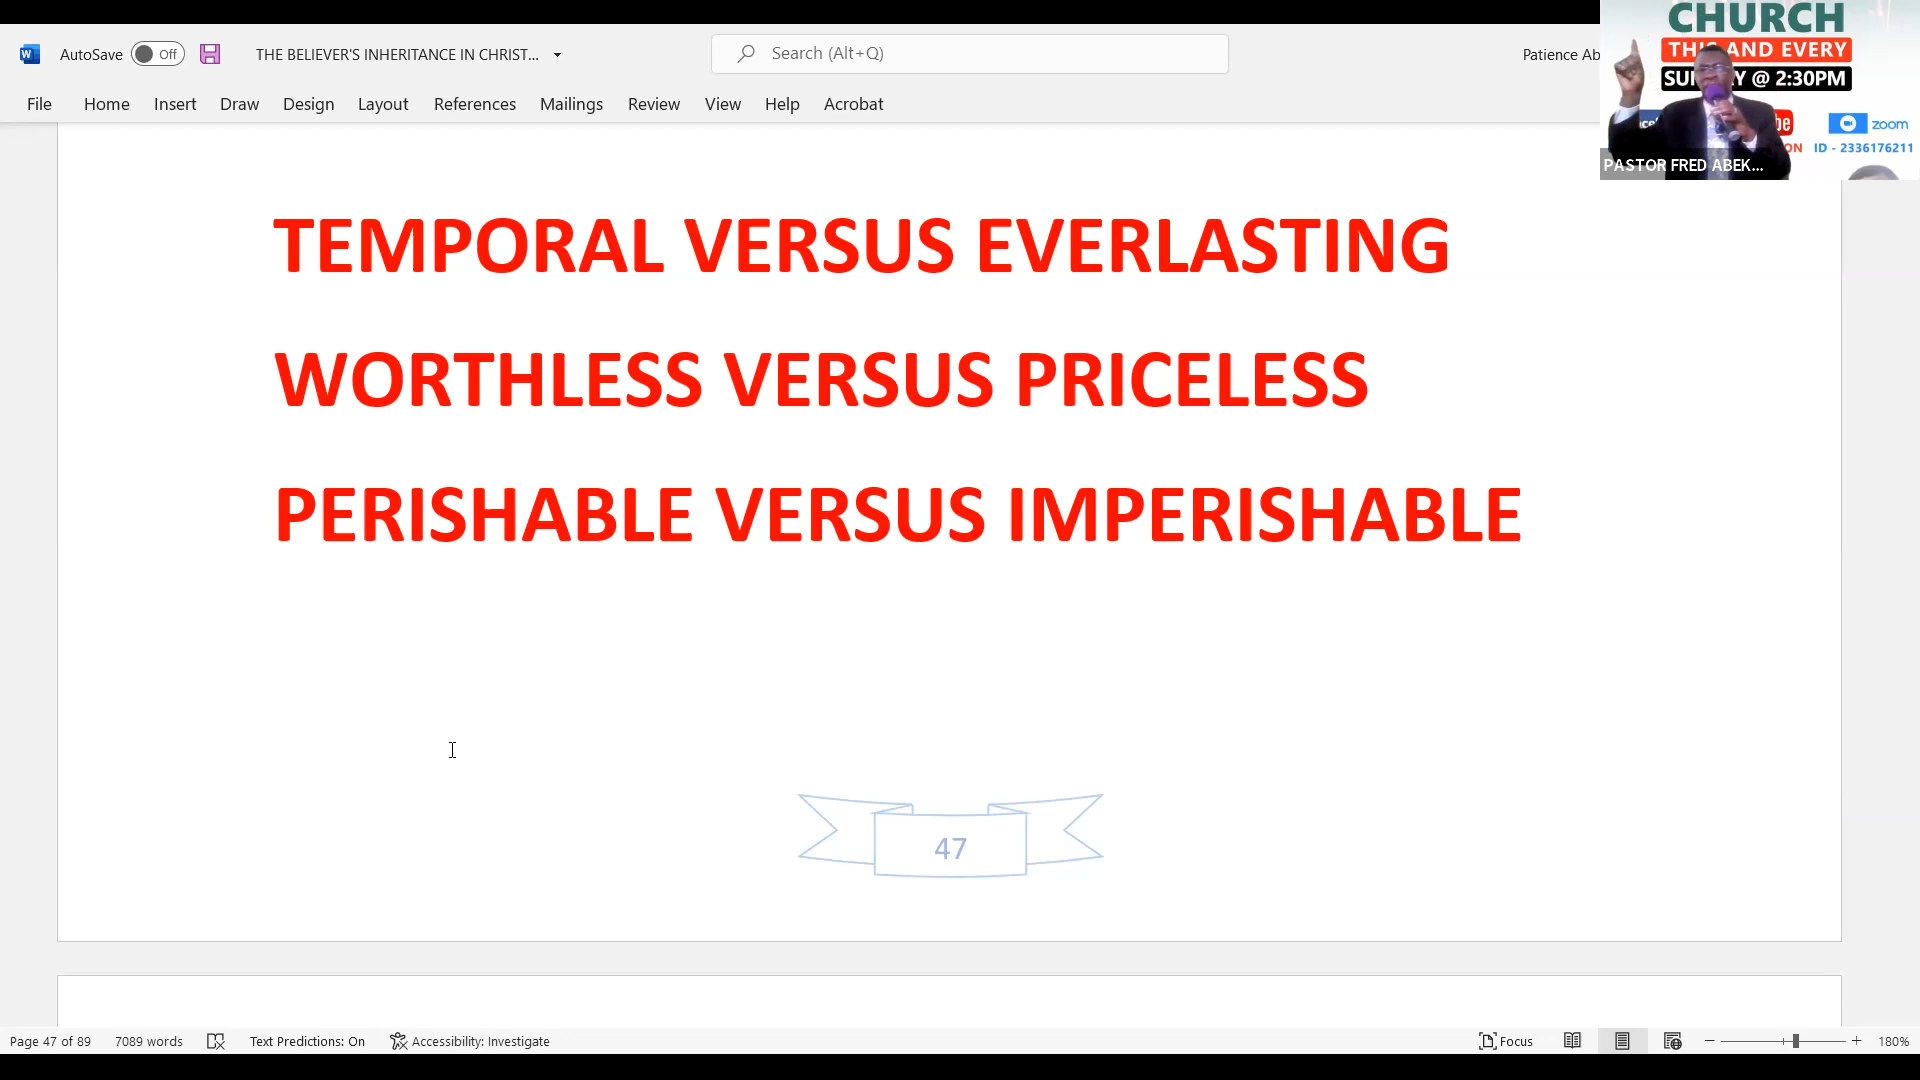 AutoSave Off THE BELIEVER'S INHERITANCE IN CHRIST... Search (Alt+Q) Patience Ab
File Home Insert Draw Design Layout References Mailings Review View Help Acrobat
CHURCH
THIS AND EVERY
SUNDAY @ 2:30PM
zoom
ID - 2336176211
PASTOR FRED ABEK...
TEMPORAL VERSUS EVERLASTING
WORTHLESS VERSUS PRICELESS
PERISHABLE VERSUS IMPERISHABLE
47
Page 47 of 89 7089 words Text Predictions: On Accessibility: Investigate Focus 180%